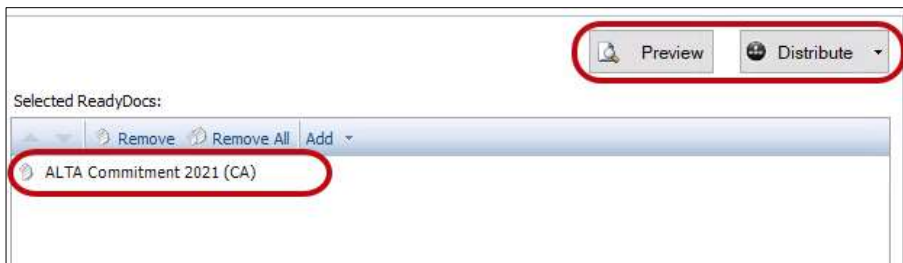 Preview Distribute
Selected ReadyDocs:
Remove Remove All Add
ALTA Commitment 2021 (CA)